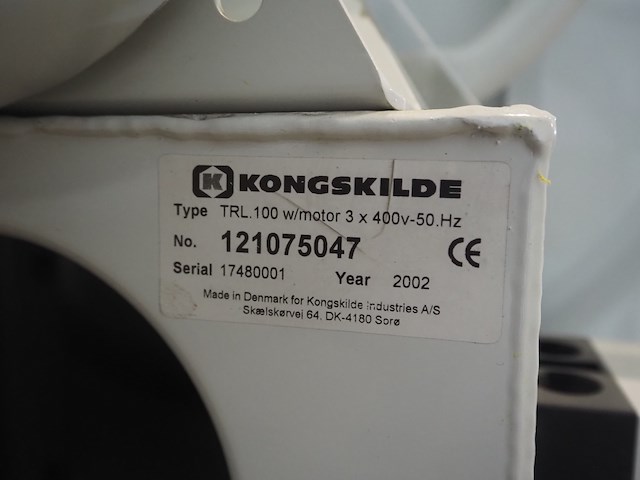 K KONGSKILDE
Type TRL.100 w/motor 3 x 400v-50.Hz
No. 121075047 CE
Serial 17480001 Year 2002
Made in Denmark for Kongskilde Industries A/S
Skælskørvej 64. DK-4180 Sorø